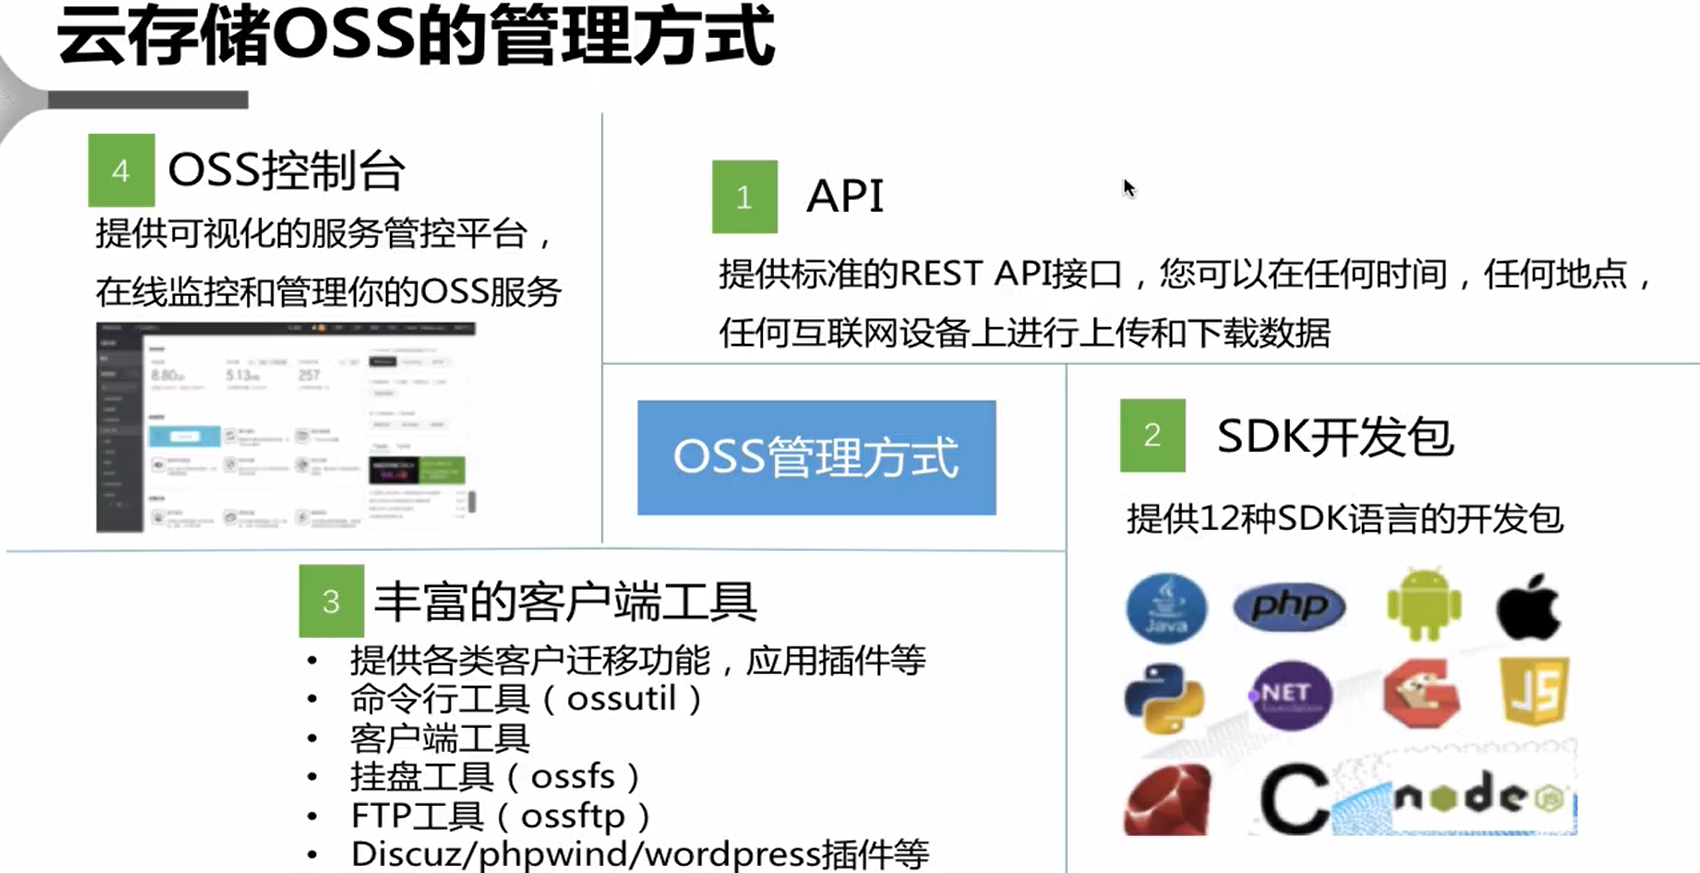 云存储OSS的管理方式
4
OSS控制台
提供可视化的服务管控平台，
在线监控和管理你的OSS服务
8.80
5.13
257
1
API
提供标准的REST API接口，您可以在任何时间，任何地点，
任何互联网设备上进行上传和下载数据
OSS管理方式
2
SDK开发包
提供12种SDK语言的开发包
Java
php
NET
foundation
JS
C
node
JS
3
丰富的客户端工具
• 提供各类客户迁移功能，应用插件等
• 命令行工具（ossutil）
• 客户端工具
• 挂盘工具（ossfs）
• FTP工具（ossftp）
• Discuz/phpwind/wordpress插件等